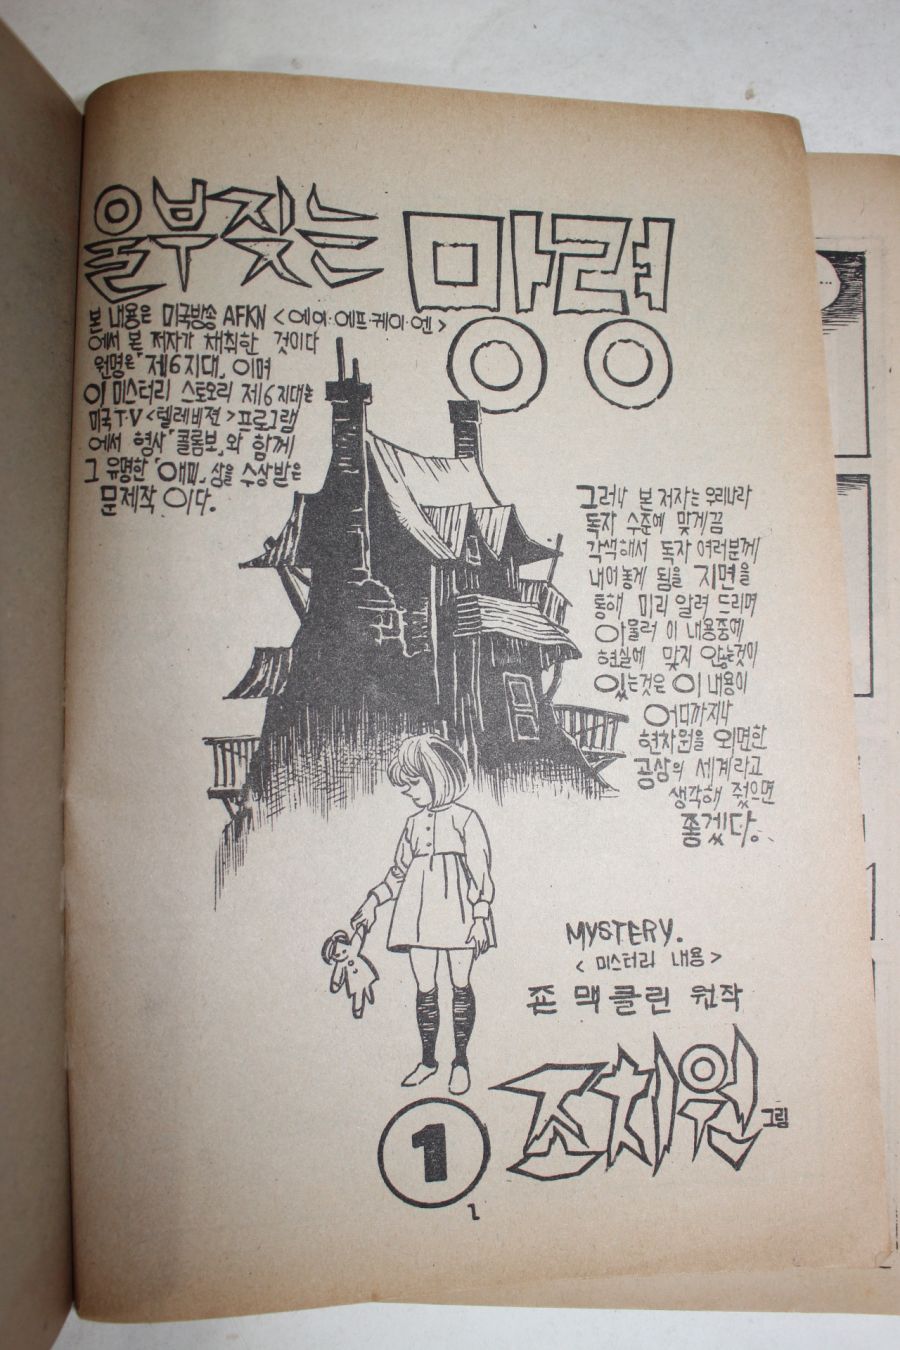 울부짖는 망령
본 내용은 미국방송 AFKN <에이·에프·케이·엔>
에서 본 저자가 채취한 것이다
원명은「제6지대」이며
이 미스터리 스토오리 제6지대는
미국 T·V <텔레비젼> 프로그램
에서 형사「콜롬보」와 함께
그 유명한「애미」상을 수상받은
문제작 이다.
그러나 본 저자는 우리나라
독자 수준에 맞게끔
각색해서 독자 여러분께
내어놓게 됨을 지면을
통해 미리 알려 드리며
아울러 이 내용중에
현실에 맞지 않는것이
있는것은 이 내용이
어디까지나
현차원을 외면한
공상의 세계라고
생각해 줬으면
좋겠다.
MYSTERY.
< 미스터리 내용 >
죤 맥클린 원작
조치원 그림
1